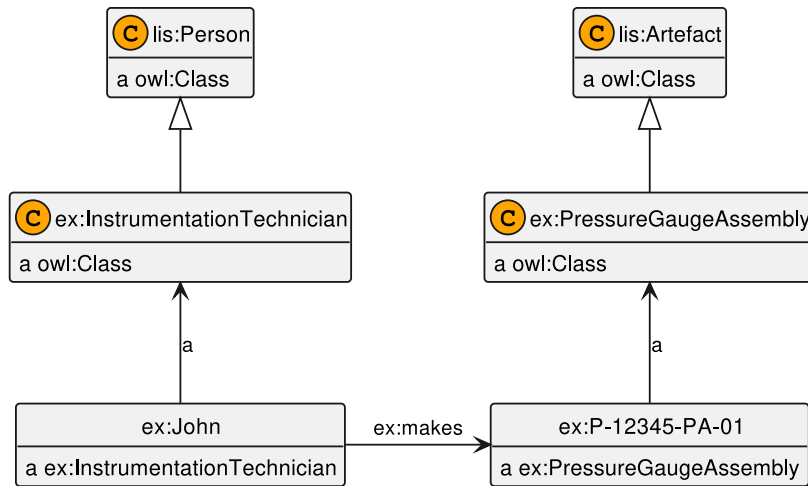 C lis:Person
a owl:Class
C lis:Artefact
a owl:Class
C ex:InstrumentationTechnician
a owl:Class
C ex:PressureGaugeAssembly
a owl:Class
a
a
ex:John
a ex:InstrumentationTechnician
ex:makes
ex:P-12345-PA-01
a ex:PressureGaugeAssembly